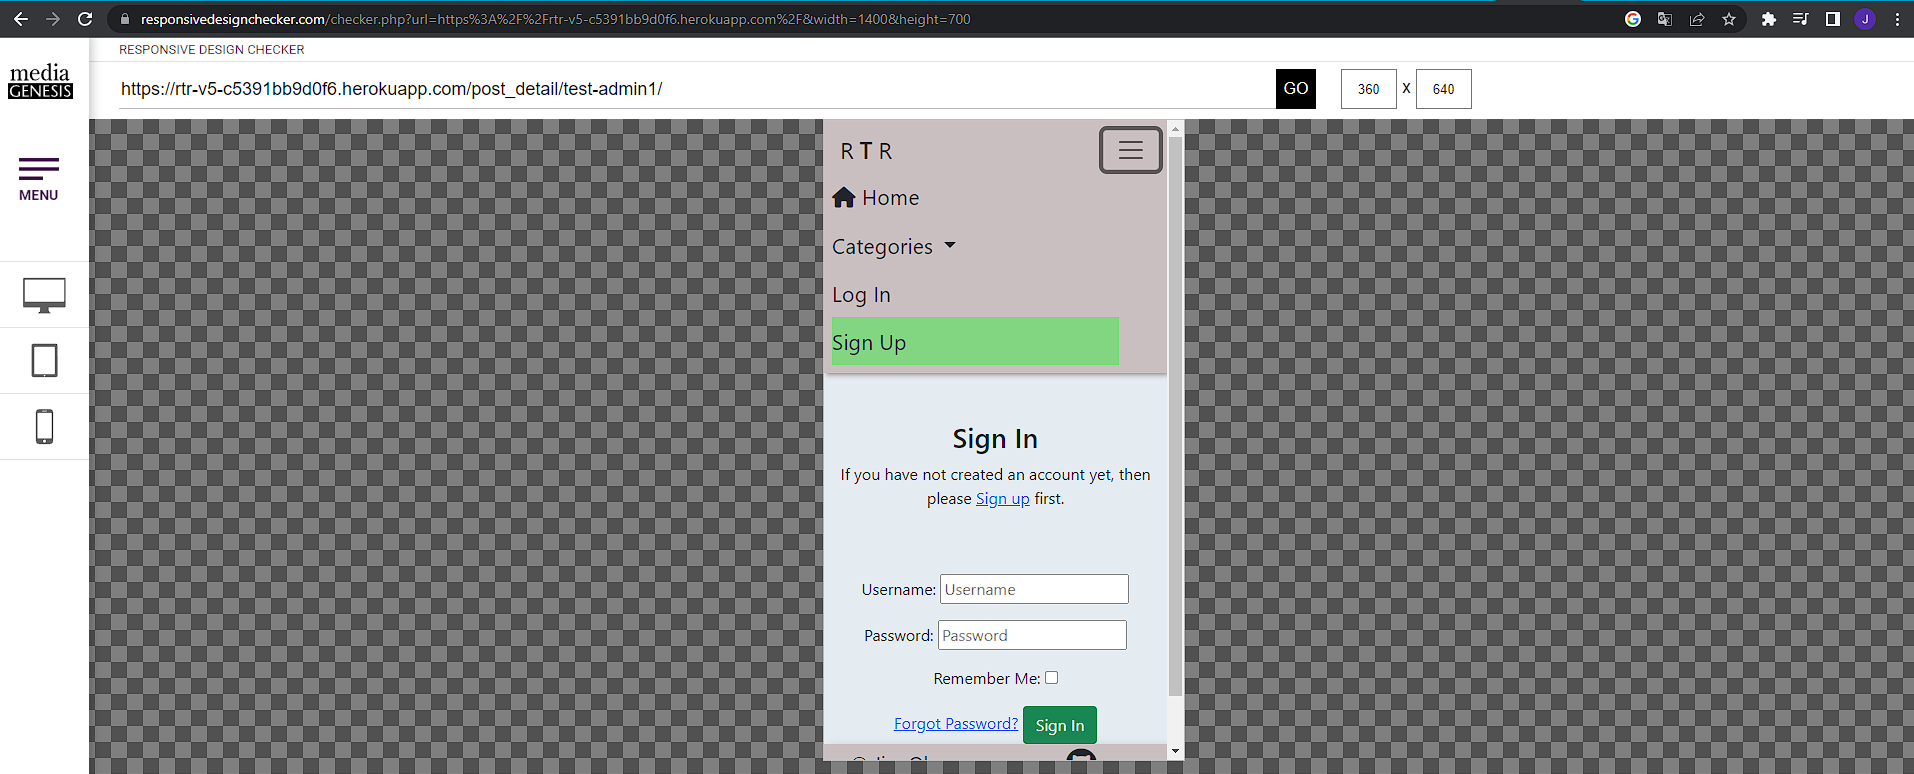 responsivedesignchecker.com/checker.php?url=https%3A%2F%2Frtr-v5-c5391bb9d0f6.herokuapp.com%2F&width=1400&height=700
J
RESPONSIVE DESIGN CHECKER
media
GENESIS
https://rtr-v5-c5391bb9d0f6.herokuapp.com/post_detail/test-admin1/
GO
360 x 640
MENU
R T R
Home
Categories
Log In
Sign Up
Sign In
If you have not created an account yet, then
please Sign up first.
Username: Username
Password: Password
Remember Me:
Forgot Password? Sign In